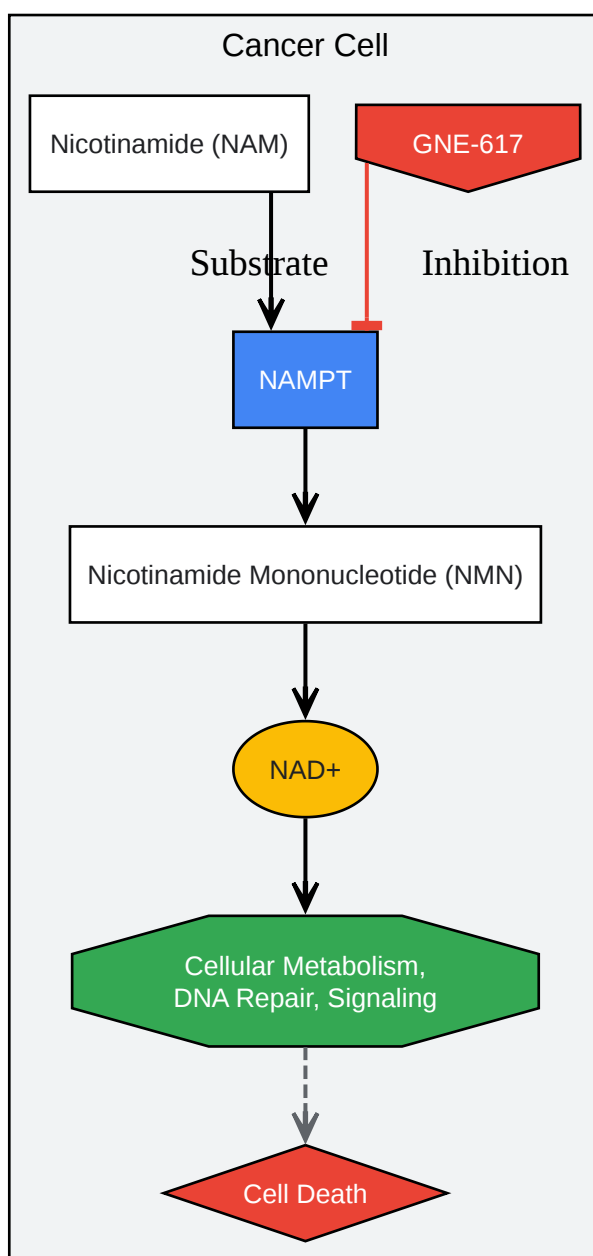 Cancer Cell
Nicotinamide (NAM)
GNE-617
Substrate
Inhibition
NAMPT
Nicotinamide Mononucleotide (NMN)
NAD+
Cellular Metabolism,
DNA Repair, Signaling
Cell Death